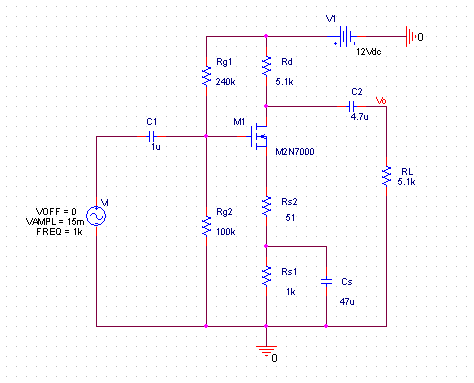 V1
0
12Vdc
Rg1
240k
Rd
5.1k
C2
4.7u
Vo
C1
1u
M1
M2N7000
RL
5.1k
Vi
VOFF = 0
VAMPL = 15m
FREQ = 1k
Rg2
100k
Rs2
51
Rs1
1k
Cs
47u
0